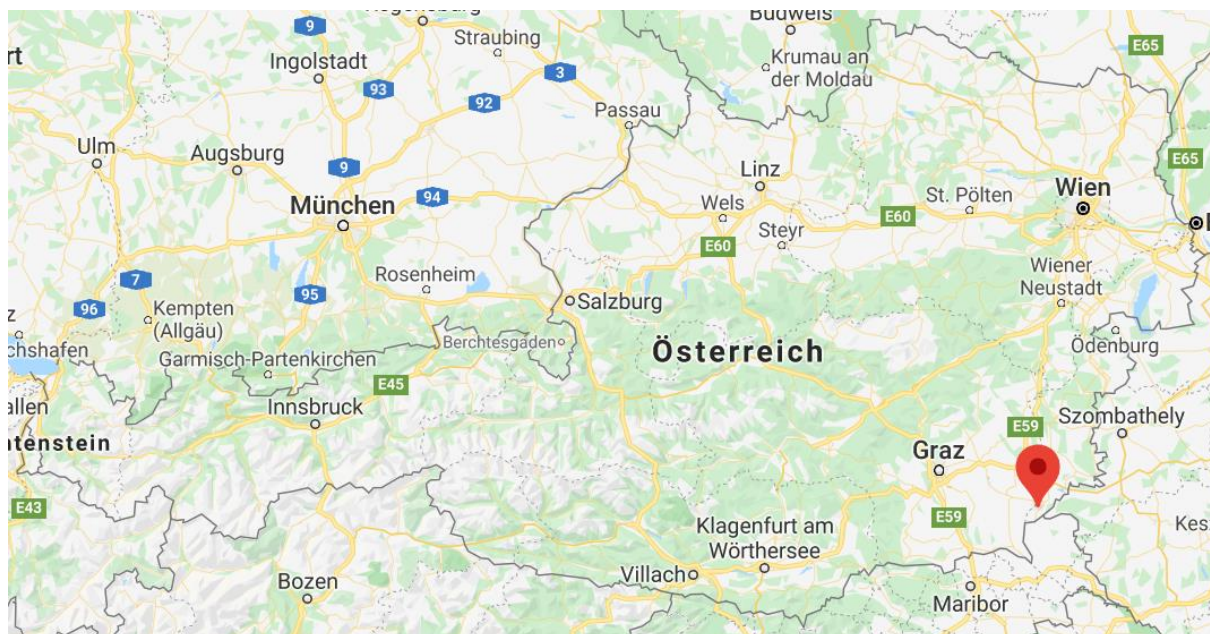 Regensburg
Budweis
9
Straubing
E65
Ingolstadt
Krumau an
der Moldau
3
93
92
Passau
Ulm
Augsburg
9
Linz
E65
94
Wels
St. Pölten
Wien
München
E60
E60
Steyr
7
Rosenheim
Wiener
Neustadt
95
96
Kempten
(Allgäu)
Salzburg
Berchtesgaden
Ödenburg
Garmisch-Partenkirchen
Österreich
E45
Innsbruck
Szombathely
E59
Graz
E43
E59
Klagenfurt am
Wörthersee
Bozen
Villach
Maribor